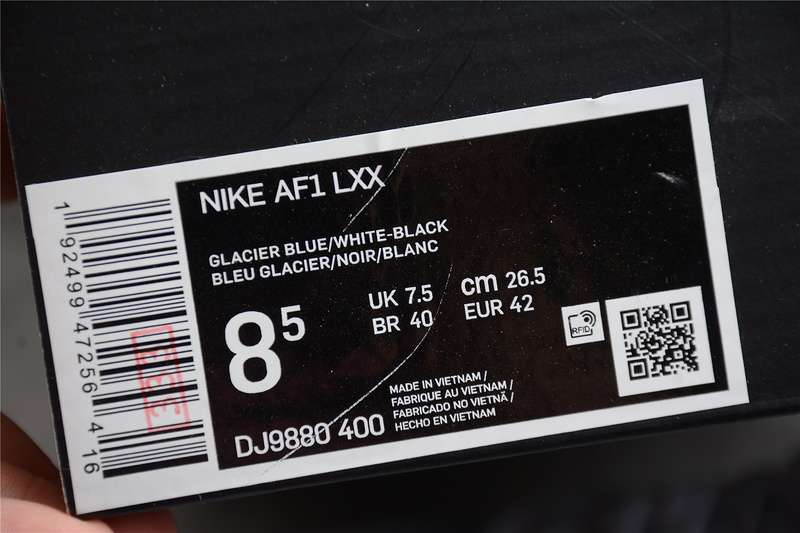 NIKE AF1 LXX
GLACIER BLUE/WHITE-BLACK
BLEU GLACIER/NOIR/BLANC
8⁵
UK 7.5
BR 40
cm 26.5
EUR 42
RFID
MADE IN VIETNAM /
FABRIQUE AU VIETNAM /
FABRICADO NO VIETNÃ /
HECHO EN VIETNAM
DJ9880 400
1 92499 47256 4 16